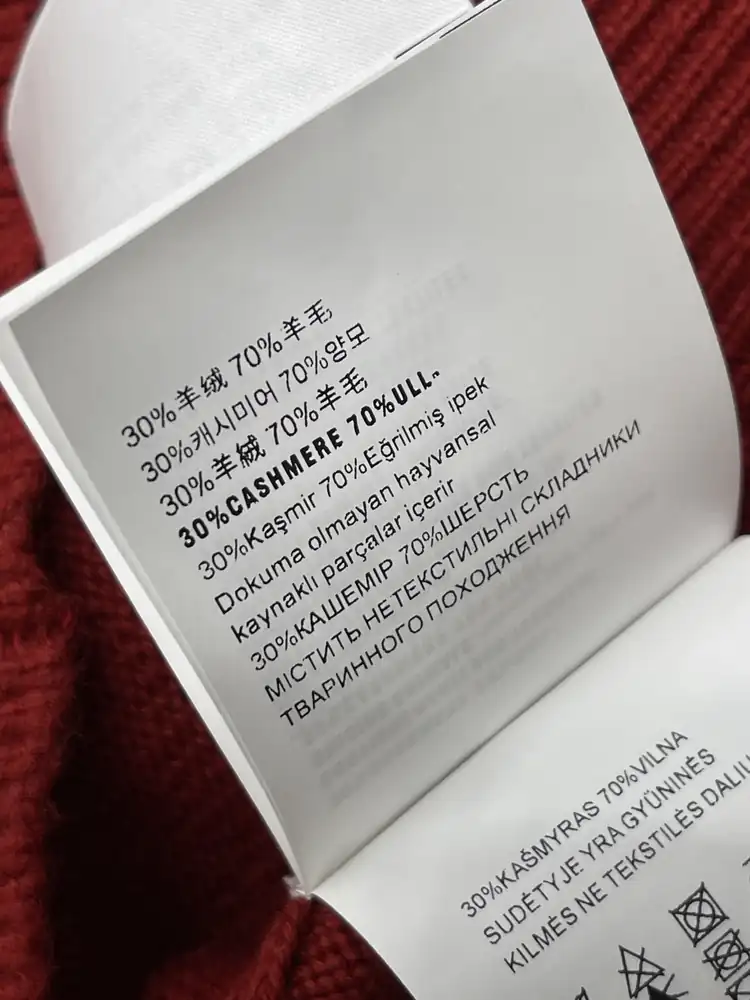 30%羊绒 70%羊毛
30%캐시미어 70%양모
30%羊絨 70%羊毛
30%CASHMERE 70%ULL.
30%Kaşmir 70%Eğrilmiş ipek
Dokuma olmayan hayvansal
kaynaklı parçalar içerir
30%КАШЕМІР 70%ШЕРСТЬ
МІСТИТЬ НЕТЕКСТИЛЬНІ СКЛАДНИКИ
ТВАРИННОГО ПОХОДЖЕННЯ
30%KAŠMYRAS 70%VILNA
SUDĖTYJE YRA GYŪNINĖS
KILMĖS NE TEKSTILĖS